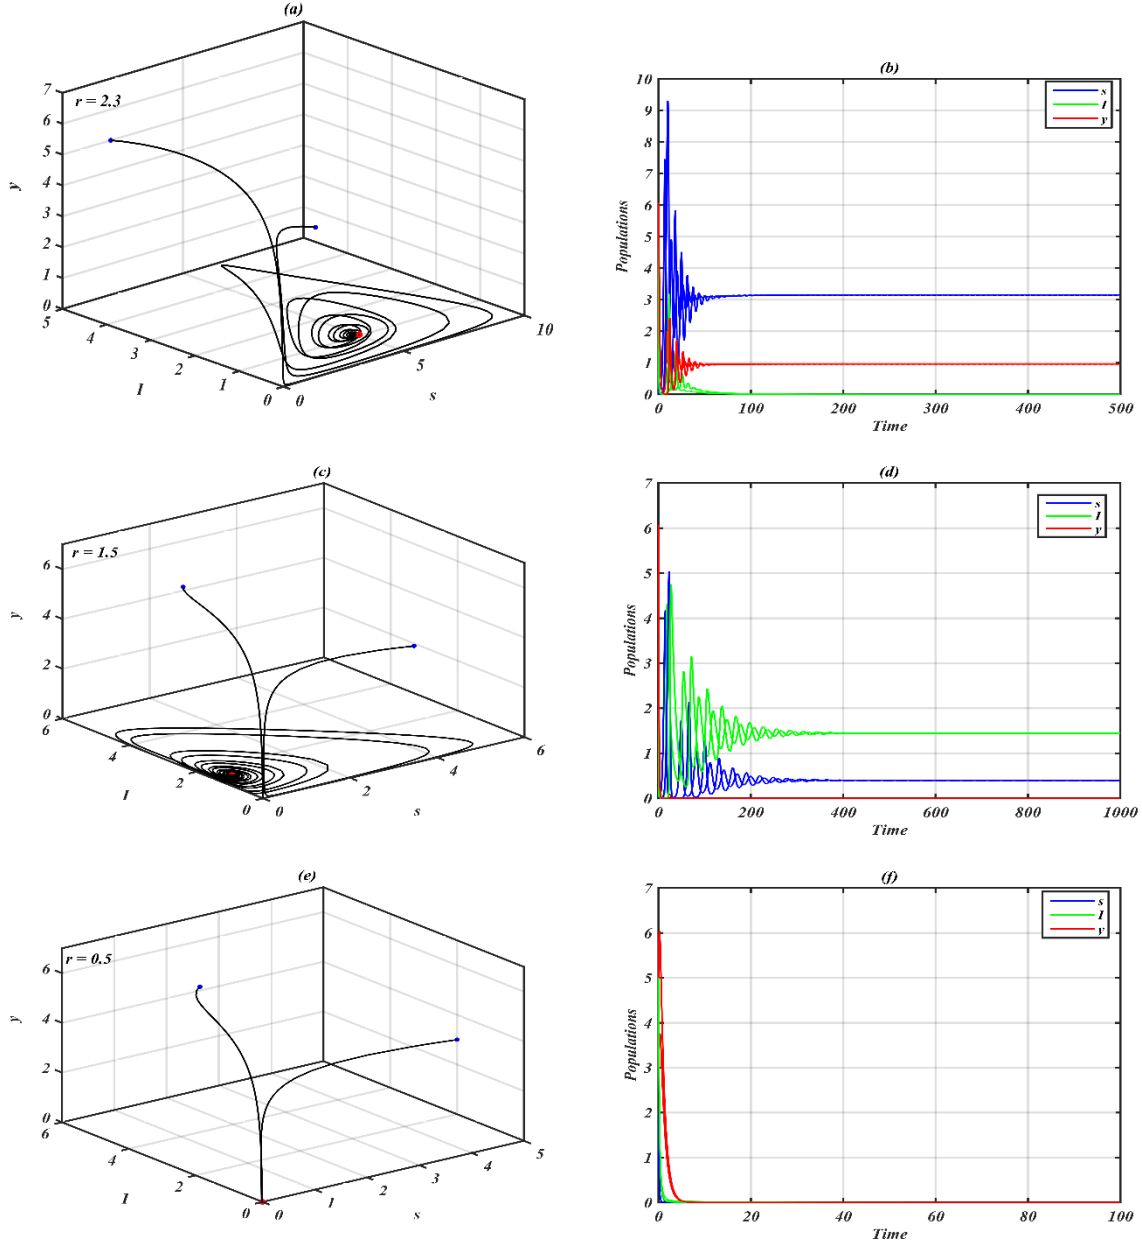 (a)
r = 2.3
7
6
5
4
3
2
1
0
y
5
4
3
2
1
0
I
0
5
10
s
(b)
10
9
8
7
6
5
4
3
2
1
0
Populations
s
I
y
0 100 200 300 400 500
Time
(c)
r = 1.5
6
4
2
0
y
6
4
2
0
I
0
2
4
6
s
(d)
7
6
5
4
3
2
1
0
Populations
s
I
y
0 200 400 600 800 1000
Time
(e)
r = 0.5
6
4
2
0
y
6
4
2
0
I
0
1
2
3
4
5
s
(f)
7
6
5
4
3
2
1
0
Populations
s
I
y
0 20 40 60 80 100
Time